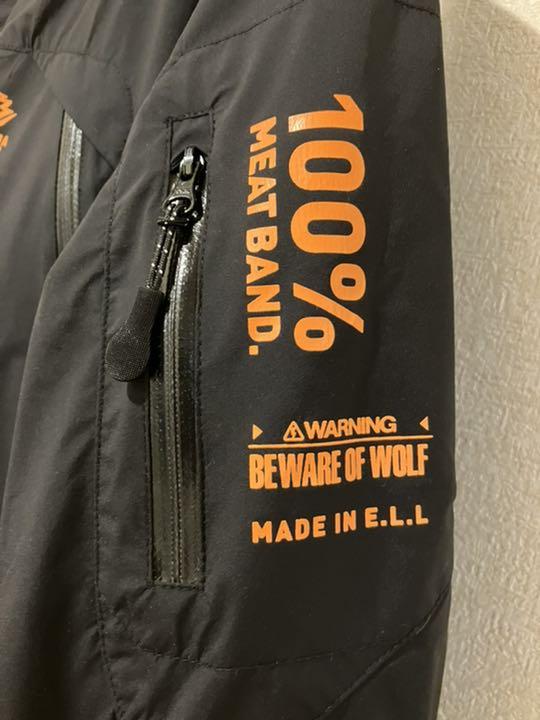 100%
MEAT BAND.
WARNING
BEWARE OF WOLF
MADE IN E.L.L